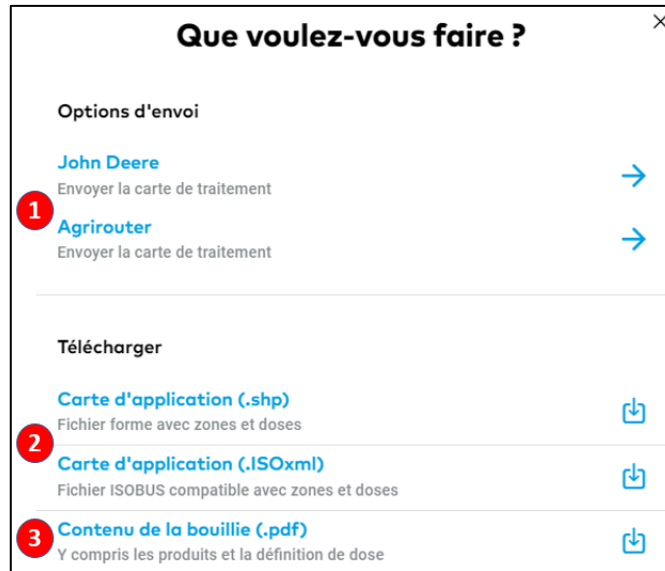 Que voulez-vous faire ?
Options d'envoi
John Deere
Envoyer la carte de traitement
1
Agrirouter
Envoyer la carte de traitement
Télécharger
Carte d'application (.shp)
Fichier forme avec zones et doses
2
Carte d'application (.ISOxml)
Fichier ISOBUS compatible avec zones et doses
3
Contenu de la bouillie (.pdf)
Y compris les produits et la définition de dose